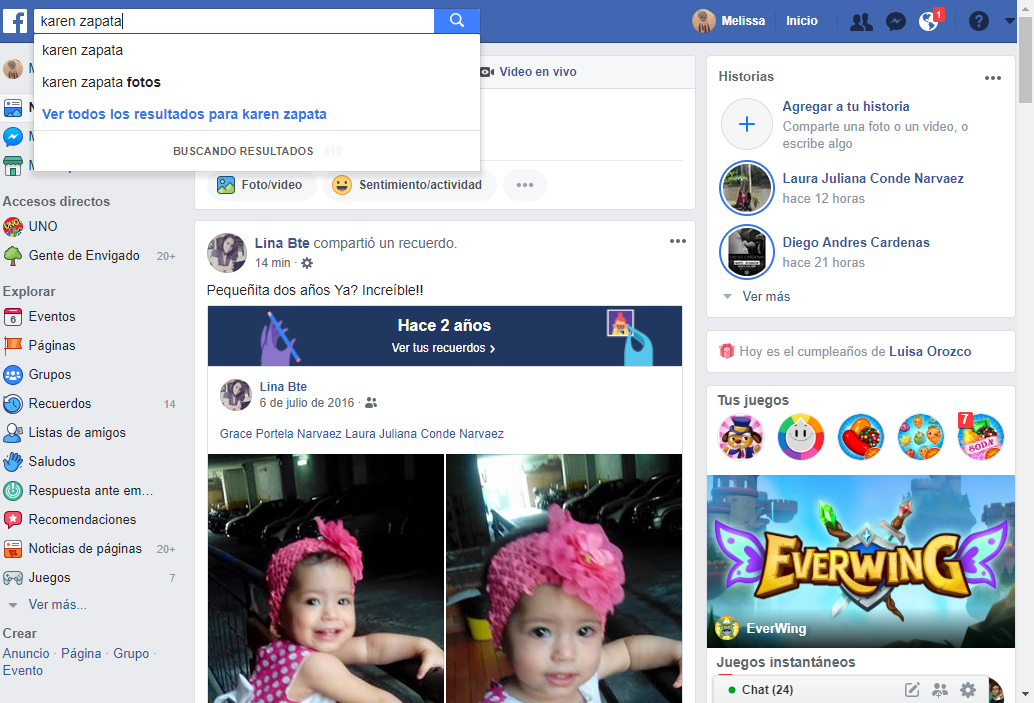 karen zapata
Melissa
Inicio
1
karen zapata
karen zapata fotos
Ver todos los resultados para karen zapata
BUSCANDO RESULTADOS
Video en vivo
Foto/video
Sentimiento/actividad
Accesos directos
UNO
Gente de Envigado 20+
Explorar
Eventos
Páginas
Grupos
Recuerdos 14
Listas de amigos
Saludos
Respuesta ante em...
Recomendaciones
Noticias de páginas 20+
Juegos 7
Ver más...
Crear
Anuncio · Página · Grupo ·
Evento
Lina Bte compartió un recuerdo.
14 min ·
Pequeñita dos años Ya? Increíble!!
Hace 2 años
Ver tus recuerdos ›
Lina Bte
6 de julio de 2016 ·
Grace Portela Narvaez Laura Juliana Conde Narvaez
Historias
Agregar a tu historia
Comparte una foto o un video, o
escribe algo
Laura Juliana Conde Narvaez
hace 12 horas
Diego Andres Cardenas
hace 21 horas
Ver más
Hoy es el cumpleaños de Luisa Orozco
Tus juegos
7
SODA
EVERWING
EverWing
Juegos instantáneos
Chat (24)